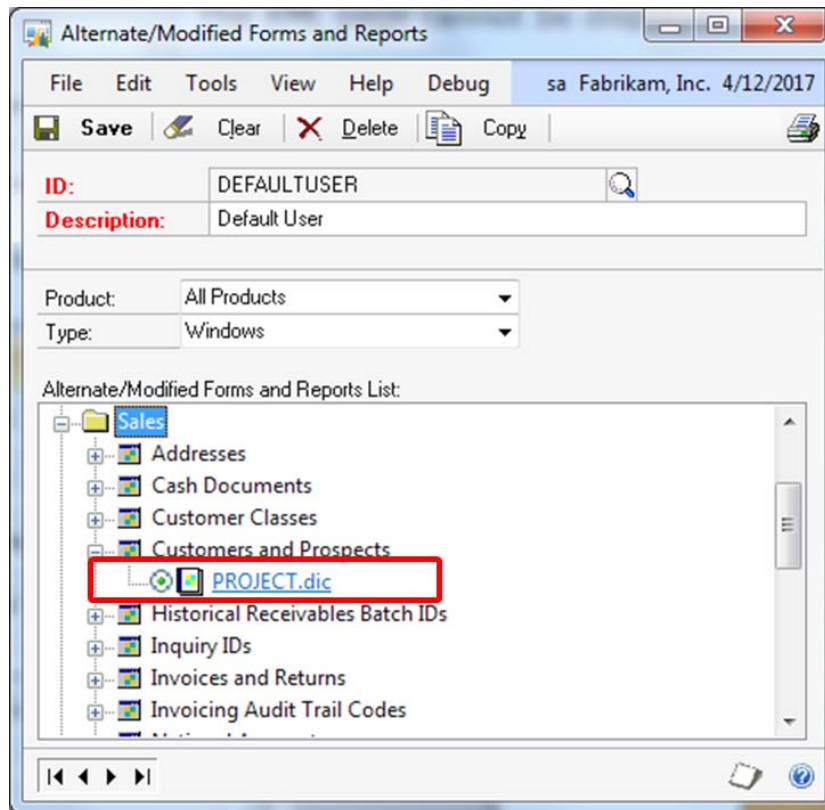 Alternate/Modified Forms and Reports
File Edit Tools View Help Debug sa Fabrikam, Inc. 4/12/2017
Save Clear Delete Copy
ID: DEFAULTUSER
Description: Default User
Product: All Products
Type: Windows
Alternate/Modified Forms and Reports List:
Sales
Addresses
Cash Documents
Customer Classes
Customers and Prospects
PROJECT.dic
Historical Receivables Batch IDs
Inquiry IDs
Invoices and Returns
Invoicing Audit Trail Codes